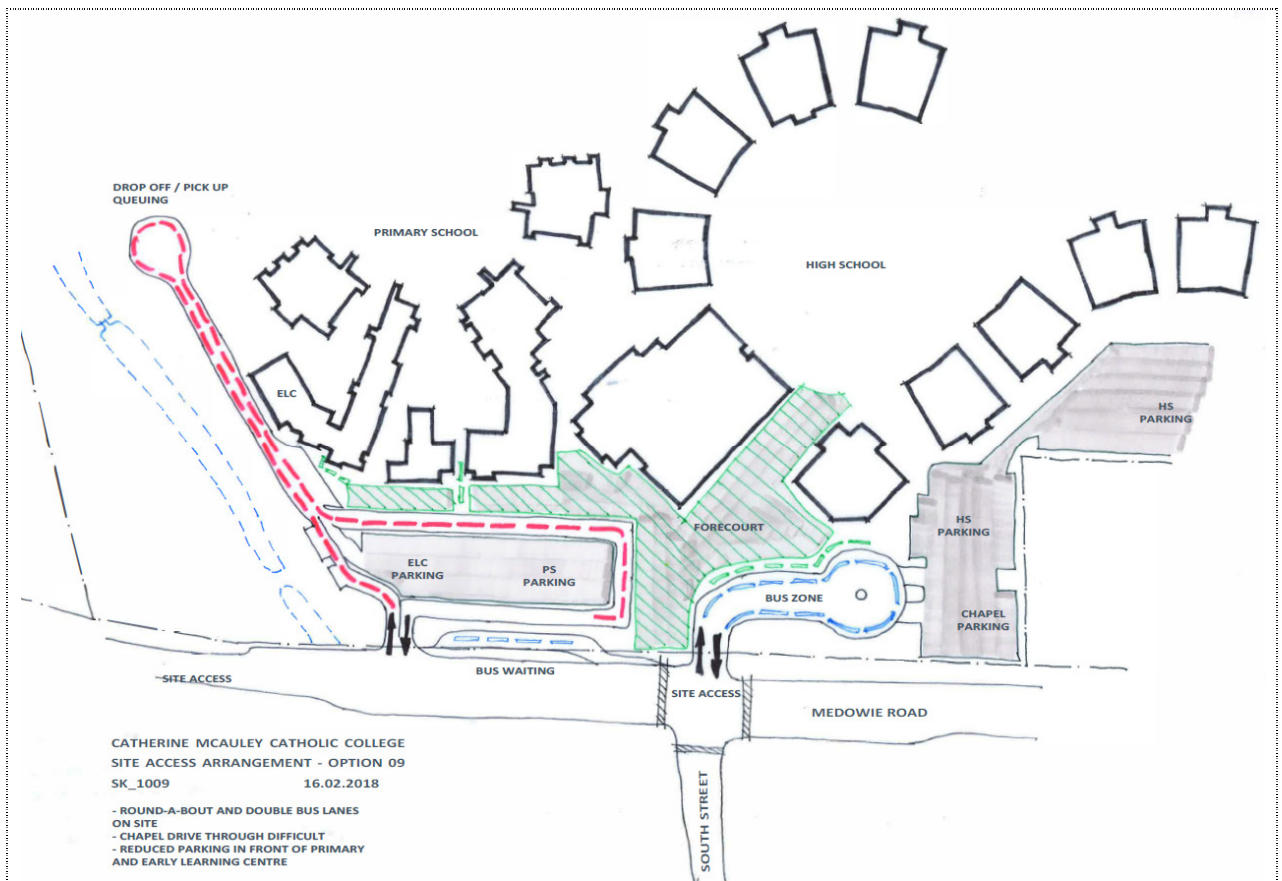 DROP OFF / PICK UP
QUEUING
PRIMARY SCHOOL
HIGH SCHOOL
ELC
HS
PARKING
FORECOURT
HS
PARKING
ELC
PARKING
PS
PARKING
BUS ZONE
CHAPEL
PARKING
SITE ACCESS
BUS WAITING
SITE ACCESS
MEDOWIE ROAD
SOUTH STREET
CATHERINE MCAULEY CATHOLIC COLLEGE
SITE ACCESS ARRANGEMENT - OPTION 09
SK_1009 16.02.2018
- ROUND-A-BOUT AND DOUBLE BUS LANES
ON SITE
- CHAPEL DRIVE THROUGH DIFFICULT
- REDUCED PARKING IN FRONT OF PRIMARY
AND EARLY LEARNING CENTRE